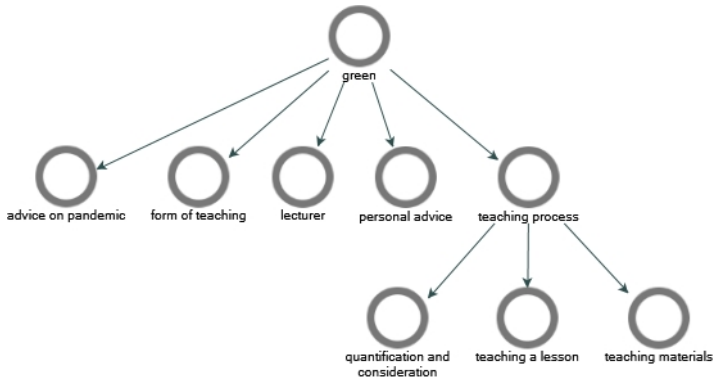 green
advice on pandemic
form of teaching
lecturer
personal advice
teaching process
quantification and
consideration
teaching a lesson
teaching materials